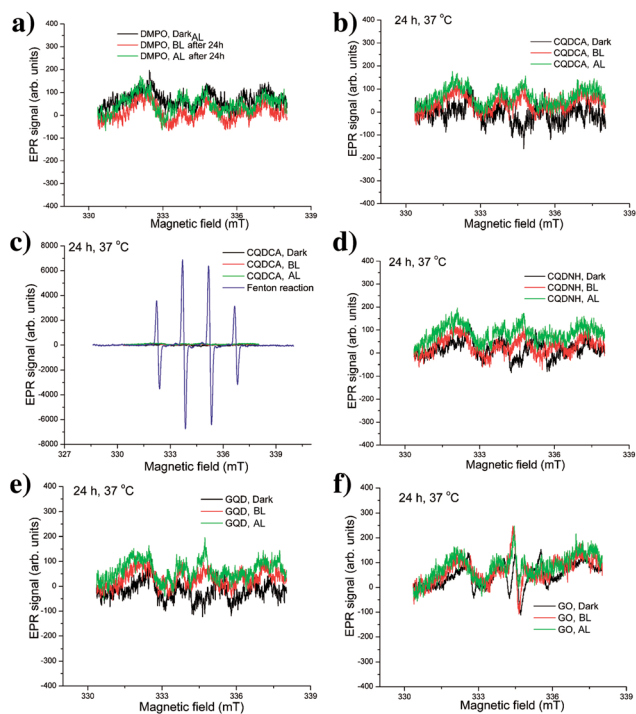 a)
DMPO, Dark AL
DMPO, BL after 24h
DMPO, AL after 24h
EPR signal (arb. units)
400
300
200
100
0
100
200
300
-400
330
333
336
339
Magnetic field (mT)
b)
24 h, 37 °C
CQDCA, Dark
CQDCA, BL
CQDCA, AL
EPR signal (arb. units)
400
300
200
100
0
-100
-200
-300
-400
330
333
336
339
Magnetic field (mT)
c)
24 h, 37 °C
CQDCA, Dark
CQDCA, BL
CQDCA, AL
Fenton reaction
EPR signal (arb. units)
8000
6000
4000
2000
0
-2000
-4000
-6000
-8000
327
330
333
336
339
Magnetic field (mT)
d)
24 h, 37 °C
CQDNH, Dark
CQDNH, BL
CQDNH, AL
EPR signal (arb. units)
400
300
200
100
0
-100
-200
-300
-400
330
333
336
339
Magnetic field (mT)
e)
24 h, 37 °C
GQD, Dark
GQD, BL
GQD, AL
EPR signal (arb. units)
400
300
200
100
0
-100
-200
-300
-400
330
333
336
339
Magnetic field (mT)
f)
24 h, 37 °C
GO, Dark
GO, BL
GO, AL
EPR signal (arb. units)
400
300
200
100
0
-100
-200
-300
-400
330
333
336
339
Magnetic field (mT)